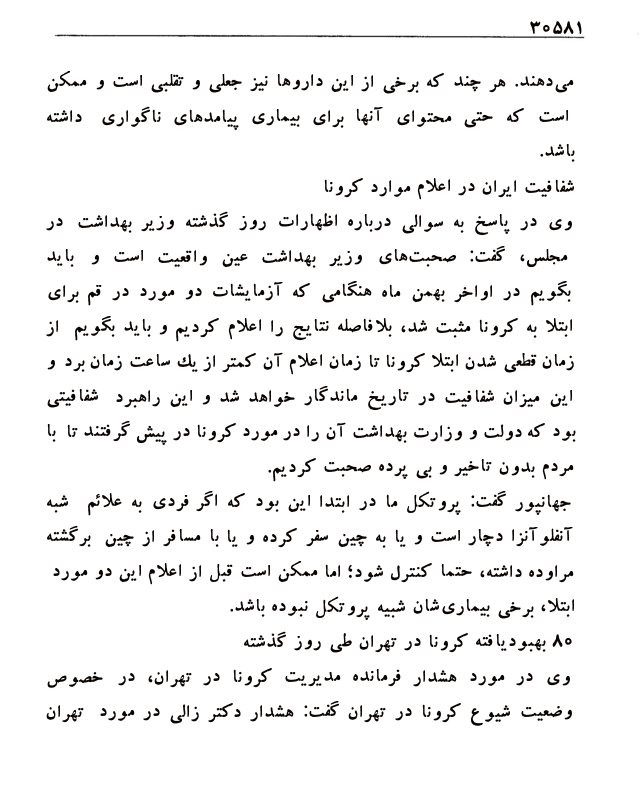 ۳۰۵۸۱
می‌دهند. هر چند که برخی از این داروها نیز جعلی و تقلبی است و ممکن
است که حتی محتوای آنها برای بیماری پیامدهای ناگواری داشته
باشد.
شفافیت ایران در اعلام موارد کرونا
وی در پاسخ به سوالی درباره اظهارات روز گذشته وزیر بهداشت در
مجلس، گفت: صحبت‌های وزیر بهداشت عین واقعیت است و باید
بگویم در اواخر بهمن ماه هنگامی که آزمایشات دو مورد در قم برای
ابتلا به کرونا مثبت شد، بلافاصله نتایج را اعلام کردیم و باید بگویم از
زمان قطعی شدن ابتلا کرونا تا زمان اعلام آن کمتر از یك ساعت زمان برد و
این میزان شفافیت در تاریخ ماندگار خواهد شد و این راهبرد شفافیتی
بود که دولت و وزارت بهداشت آن را در مورد کرونا در پیش گرفتند تا با
مردم بدون تاخیر و بی پرده صحبت کردیم.
جهانپور گفت: پروتکل ما در ابتدا این بود که اگر فردی به علائم شبه
آنفلوآنزا دچار است و یا به چین سفر کرده و یا با مسافر از چین برگشته
مراوده داشته، حتما کنترل شود؛ اما ممکن است قبل از اعلام این دو مورد
ابتلا، برخی بیماری‌شان شبیه پروتکل نبوده باشد.
۸۰ بهبودیافته کرونا در تهران طی روز گذشته
وی در مورد هشدار فرمانده مدیریت کرونا در تهران، در خصوص
وضعیت شیوع کرونا در تهران گفت: هشدار دکتر زالی در مورد تهران